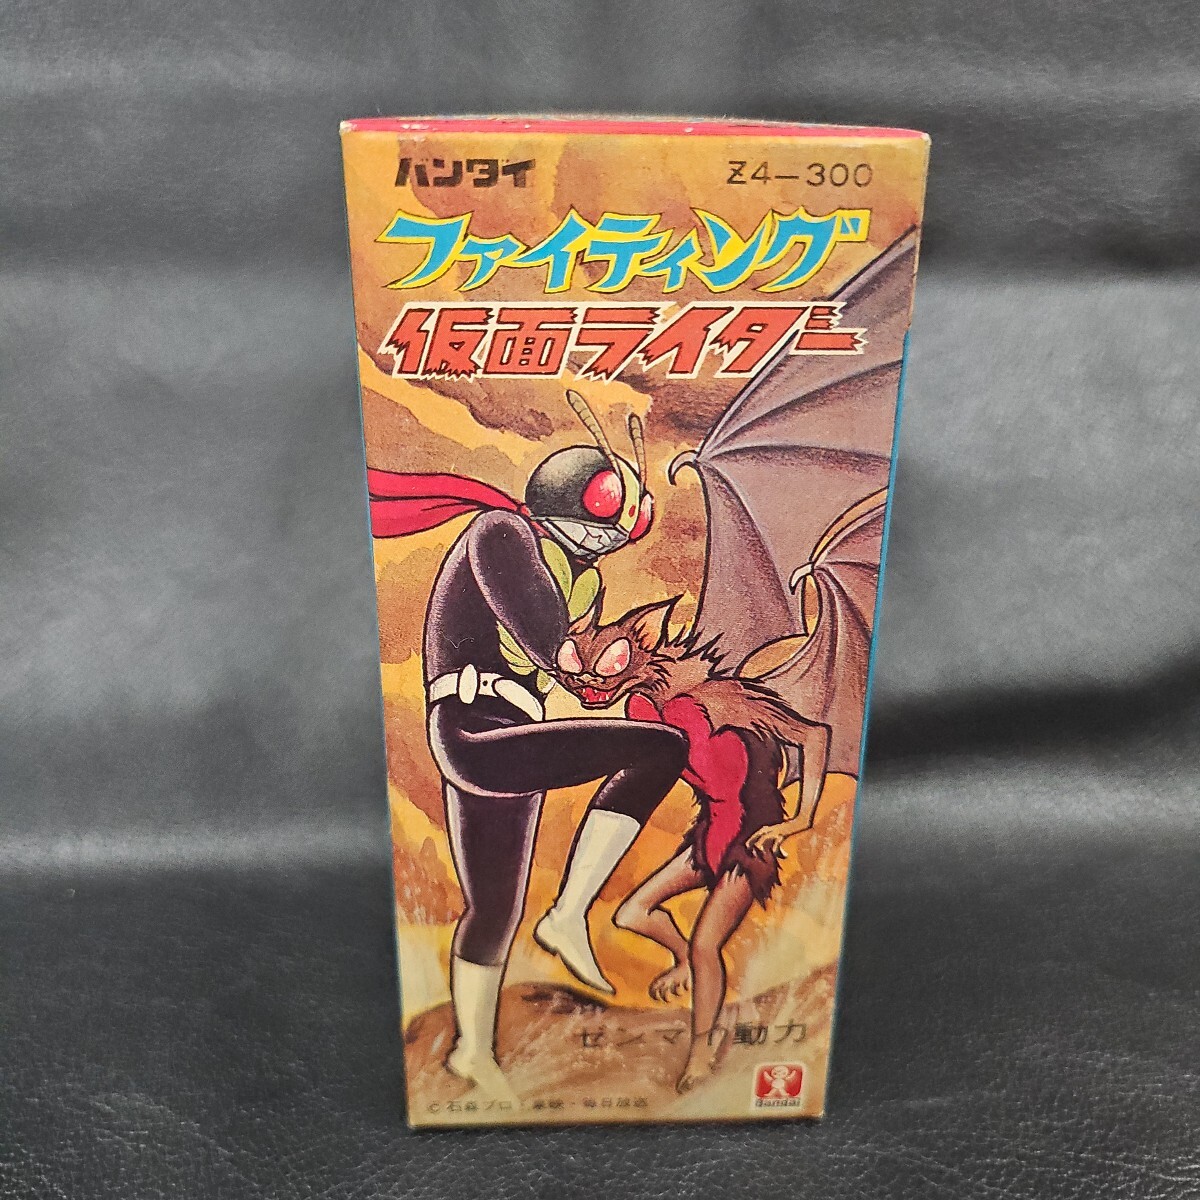 バンダイ Z4-300
ファイティング
仮面ライダー
ゼンマイ動力
Bandai
©石森プロ・東映・毎日放送